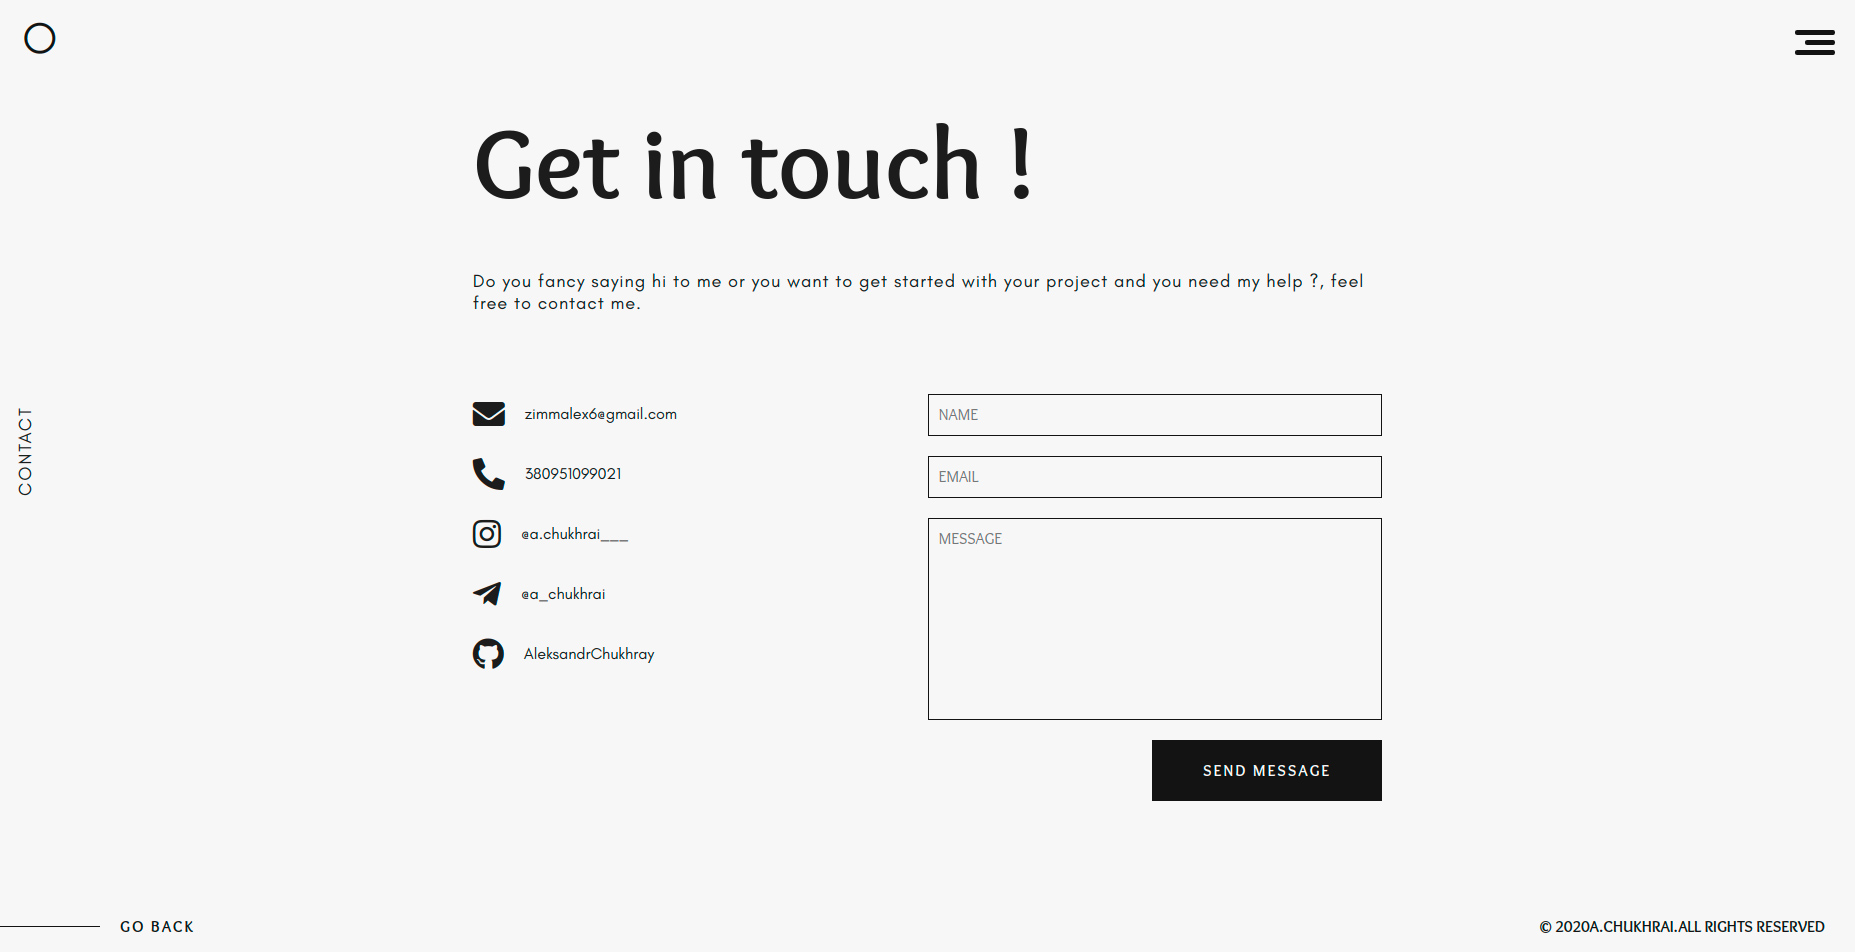 Get in touch !
Do you fancy saying hi to me or you want to get started with your project and you need my help ?, feel
free to contact me.
CONTACT
zimmalex6@gmail.com
380951099021
@a.chukhrai___
@a_chukhrai
AleksandrChukhray
NAME
EMAIL
MESSAGE
SEND MESSAGE
GO BACK
© 2020A.CHUKHRAI.ALL RIGHTS RESERVED